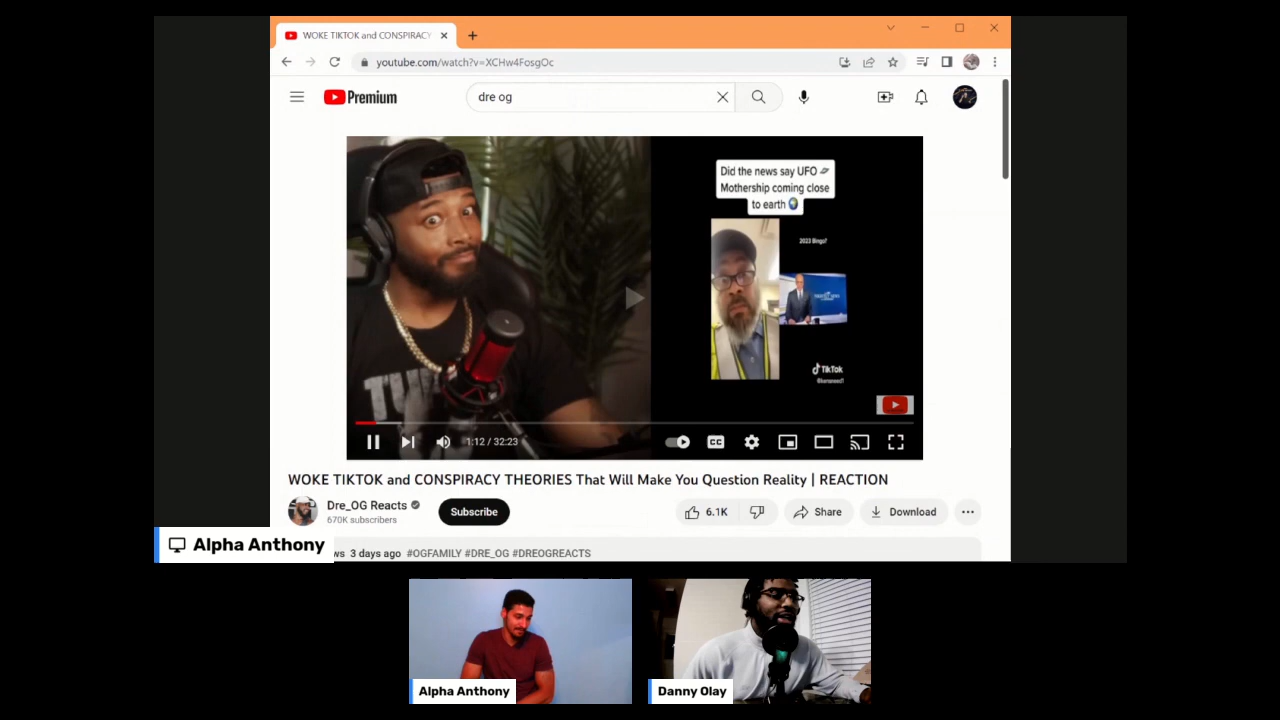 WOKE TIKTOK and CONSPIRACY
youtube.com/watch?v=XCHw4FosgOc
Premium
dre og
Did the news say UFO
Mothership coming close
to earth
2023 Bingo?
TikTok
1:12 / 32:23
CC
WOKE TIKTOK and CONSPIRACY THEORIES That Will Make You Question Reality | REACTION
Dre_OG Reacts
670K subscribers
Subscribe
6.1K
Share
Download
Alpha Anthony
ws 3 days ago #OGFAMILY #DRE_OG #DREOGREACTS
Alpha Anthony
Danny Olay